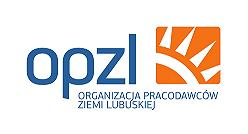 opzl
ORGANIZACJA PRACODAWCÓW
ZIEMI LUBUSKIEJ